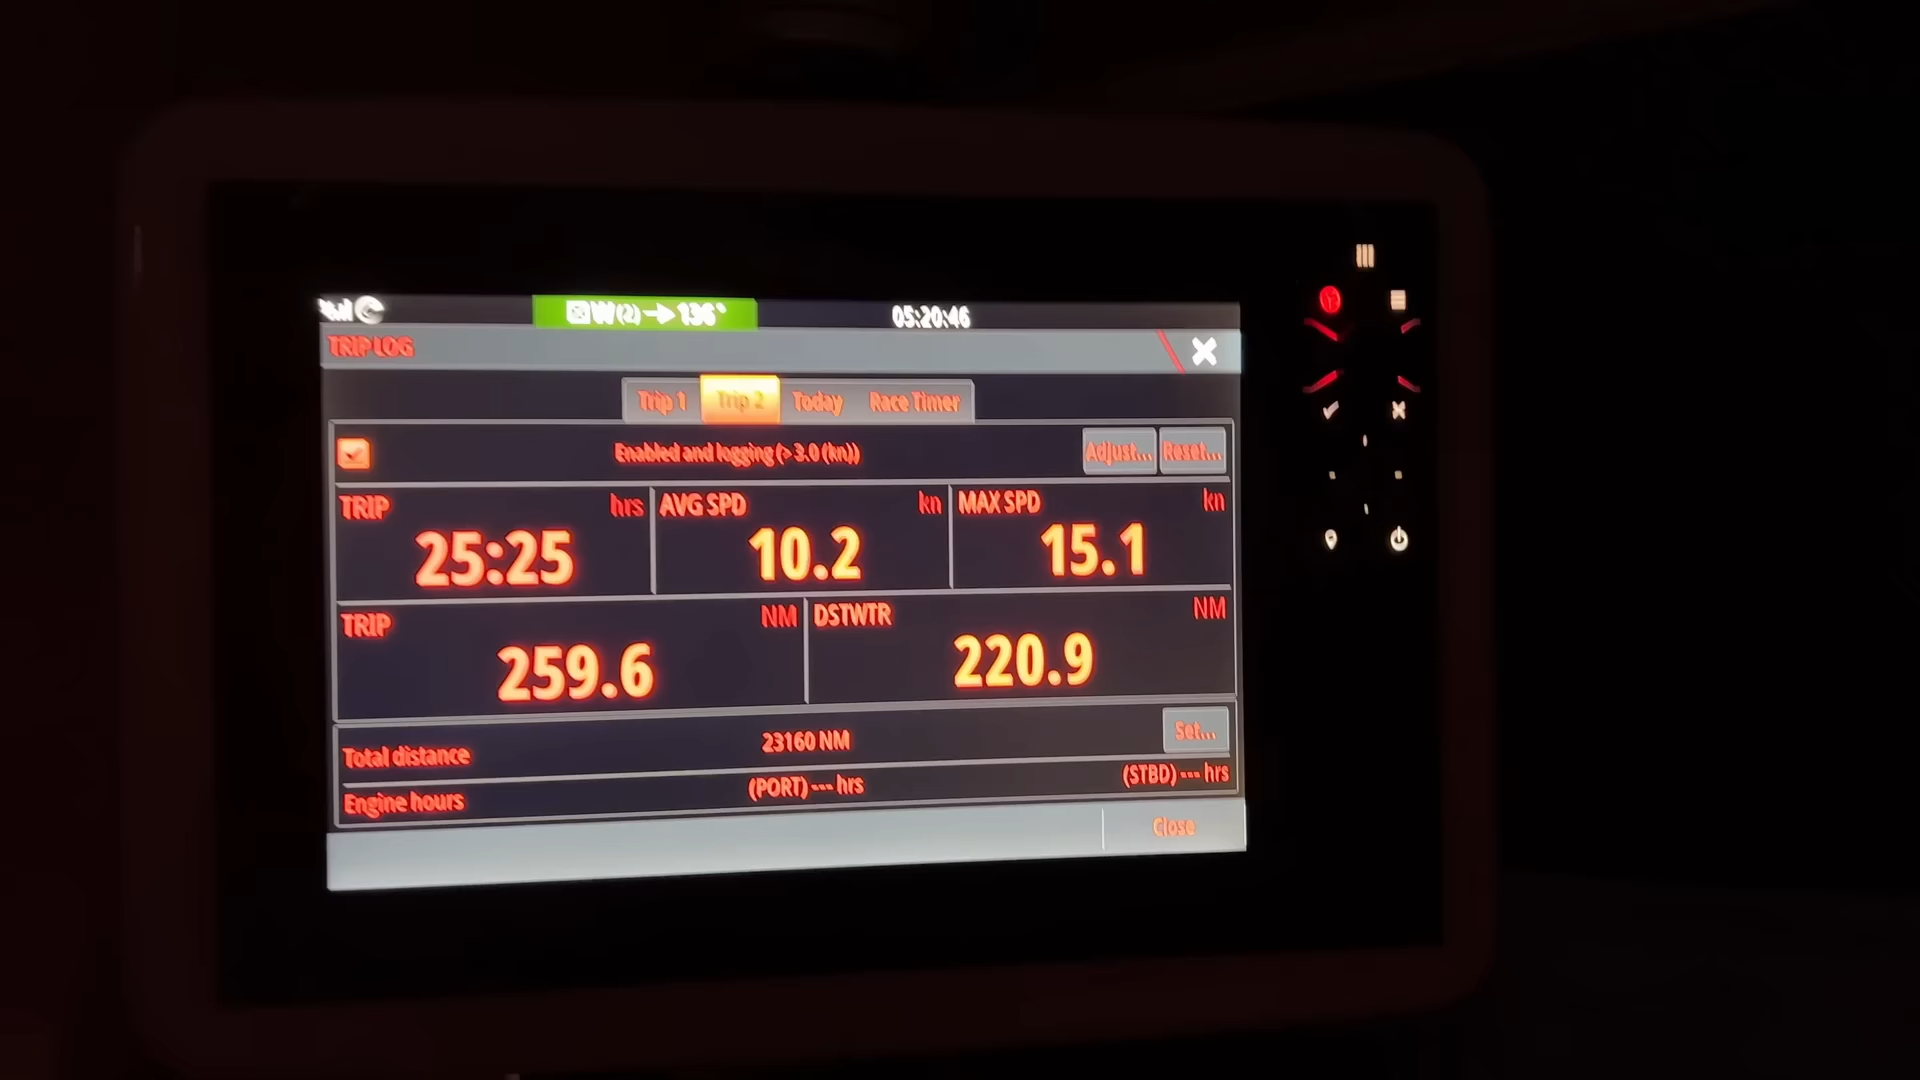 W (2) → 136°
05:20:46
TRIP LOG
Trip 1 Trip 2 Today Race Timer
Enabled and logging (> 3.0 (kn))
Adjust... Reset...
TRIP hrs AVG SPD kn MAX SPD kn
25:25 10.2 15.1
TRIP NM DSTWTR NM
259.6 220.9
Total distance 23160 NM Set...
Engine hours (PORT) --- hrs (STBD) --- hrs
Close